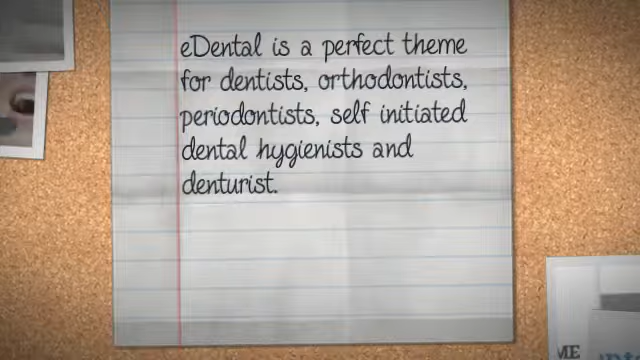 eDental is a perfect theme
for dentists, orthodontists,
periodontists, self initiated
dental hygienists and
denturist.